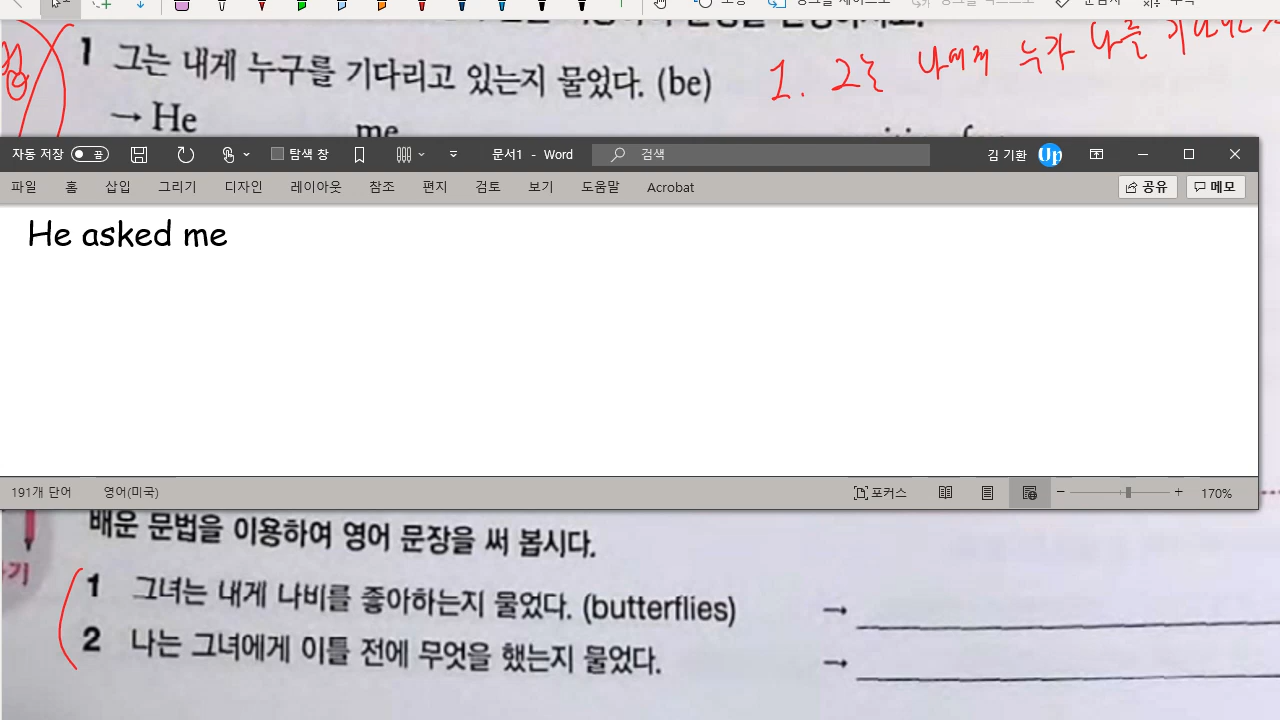 1 그는 내게 누구를 기다리고 있는지 물었다. (be)
1. 그는 나에게 누가 나를
→ He me
자동 저장 끔 탐색 창 문서1 - Word 검색 김 기환 Up
파일 홈 삽입 그리기 디자인 레이아웃 참조 편지 검토 보기 도움말 Acrobat 공유 메모
He asked me
191개 단어 영어(미국) 포커스 170%
배운 문법을 이용하여 영어 문장을 써 봅시다.
기
1 그녀는 내게 나비를 좋아하는지 물었다. (butterflies) →
2 나는 그녀에게 이틀 전에 무엇을 했는지 물었다. →